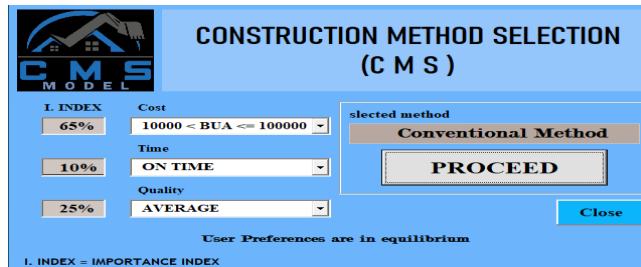 CONSTRUCTION METHOD SELECTION
(C M S)
C M S
MODEL
I. INDEX
Cost
65%
10000 < BUA <= 100000
Time
10%
ON TIME
Quality
25%
AVERAGE
slected method
Conventional Method
PROCEED
Close
User Preferences are in equilibrium
I. INDEX = IMPORTANCE INDEX